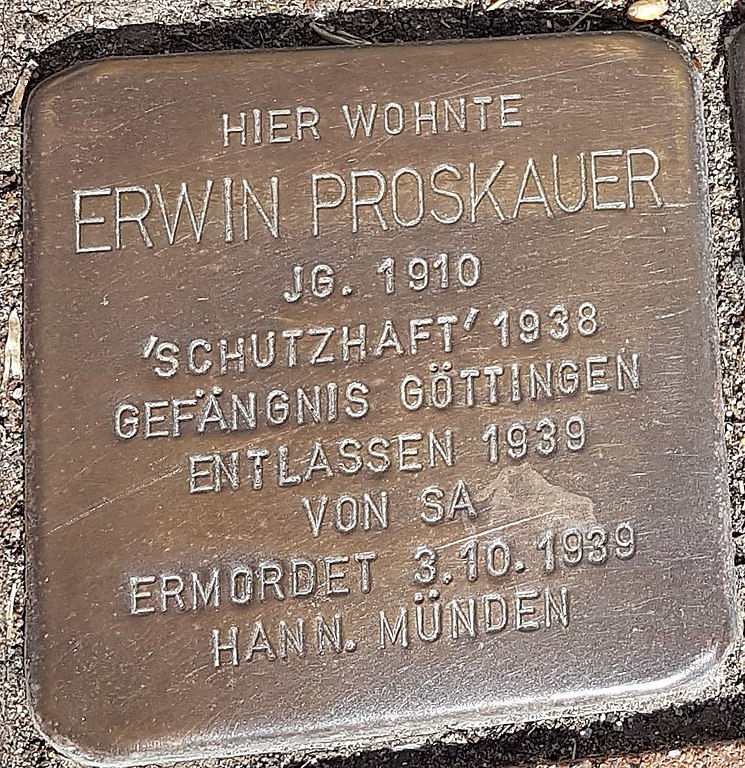 HIER WOHNTE
ERWIN PROSKAUER
JG. 1910
'SCHUTZHAFT' 1938
GEFÄNGNIS GÖTTINGEN
ENTLASSEN 1939
VON SA
ERMORDET 3.10.1939
HANN. MÜNDEN